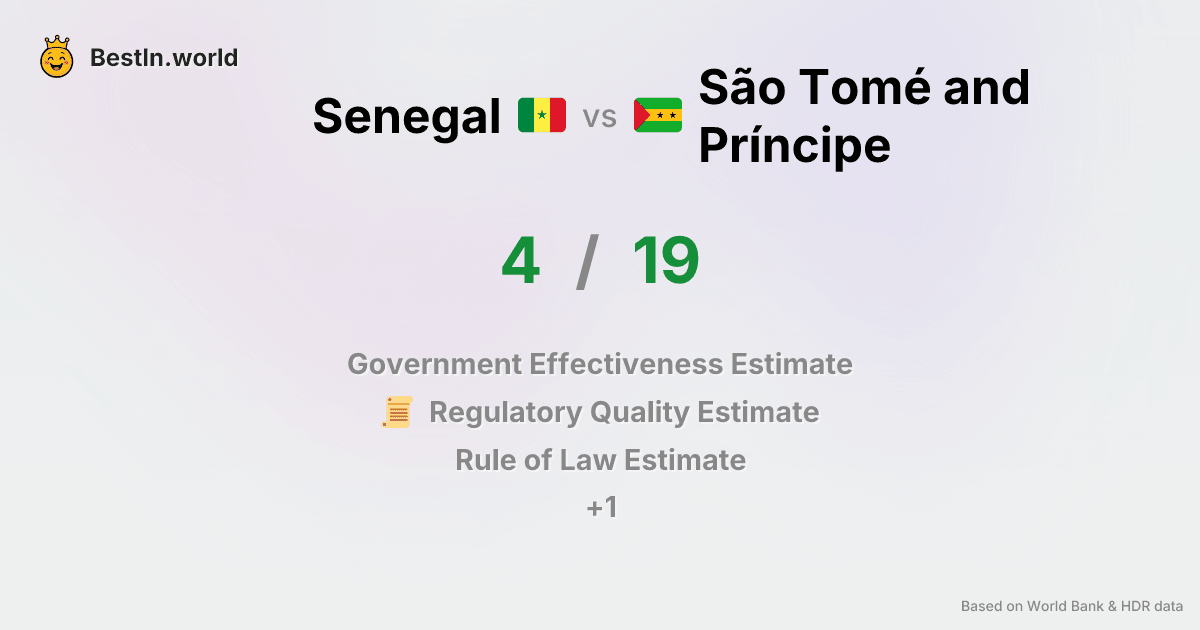 BestIn.world
Senegal vs São Tomé and
Príncipe
4 / 19
Government Effectiveness Estimate
Regulatory Quality Estimate
Rule of Law Estimate
+1
Based on World Bank & HDR data